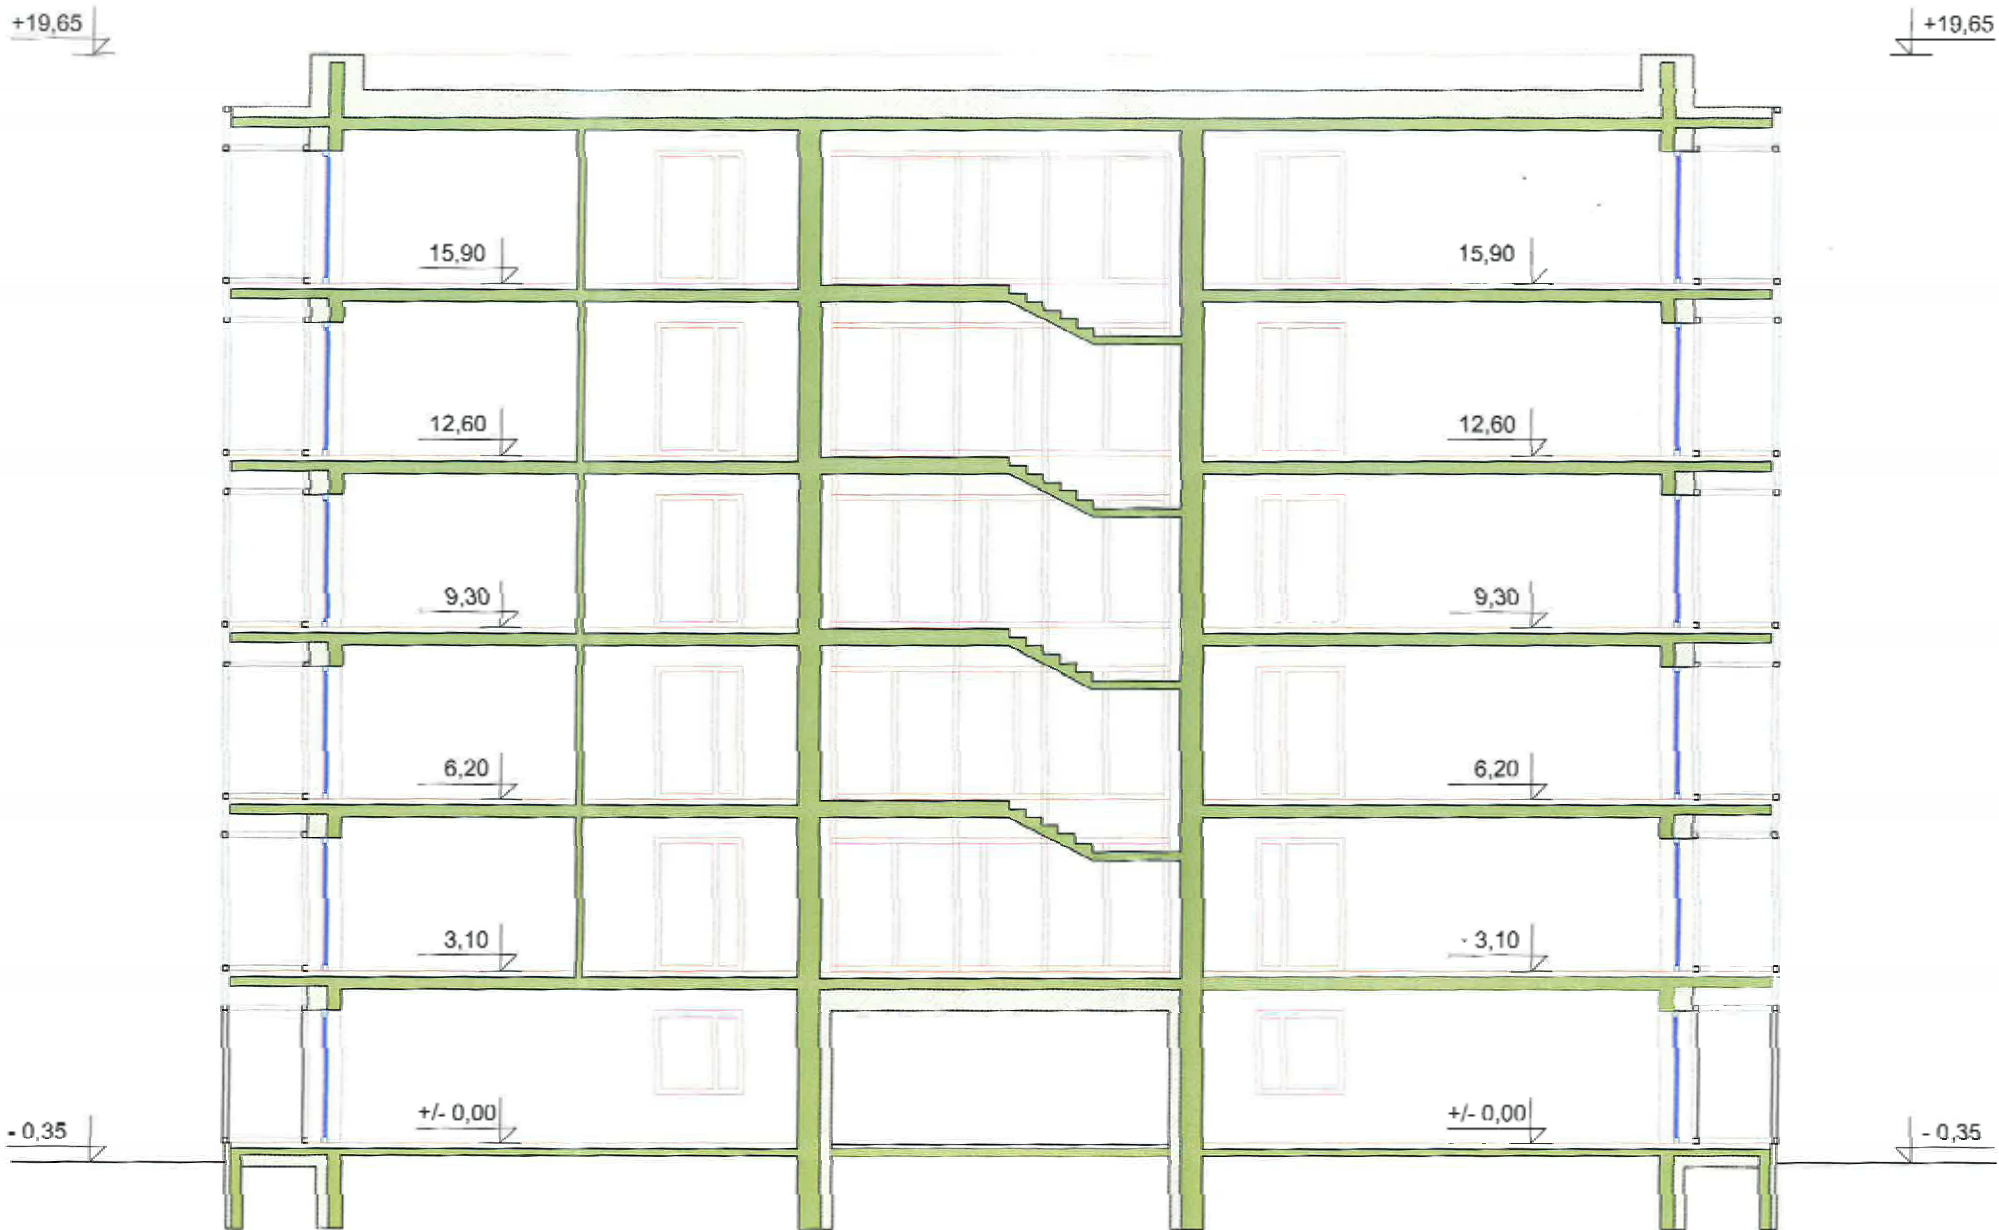 +19,65 +19,65
15,90 15,90
12,60 12,60
9,30 9,30
6,20 6,20
3,10 - 3,10
+/- 0,00 +/- 0,00
- 0,35 - 0,35